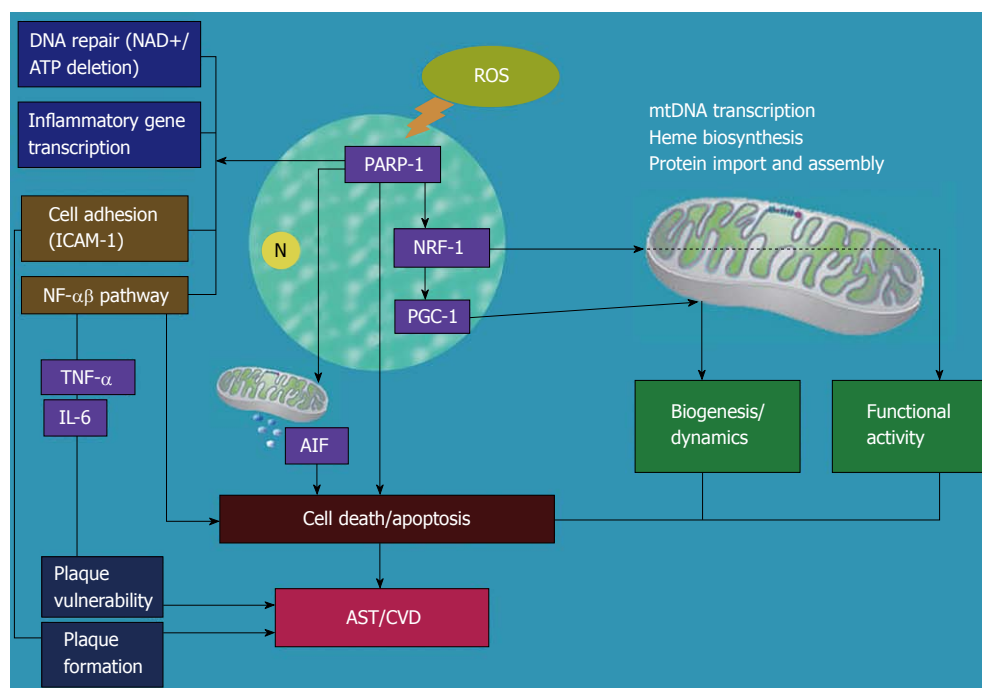 DNA repair (NAD+/
ATP deletion)
Inflammatory gene
transcription
Cell adhesion
(ICAM-1)
NF-αβ pathway
TNF-α
IL-6
Plaque
vulnerability
Plaque
formation
ROS
PARP-1
N
NRF-1
PGC-1
AIF
Cell death/apoptosis
AST/CVD
mtDNA transcription
Heme biosynthesis
Protein import and assembly
Biogenesis/
dynamics
Functional
activity